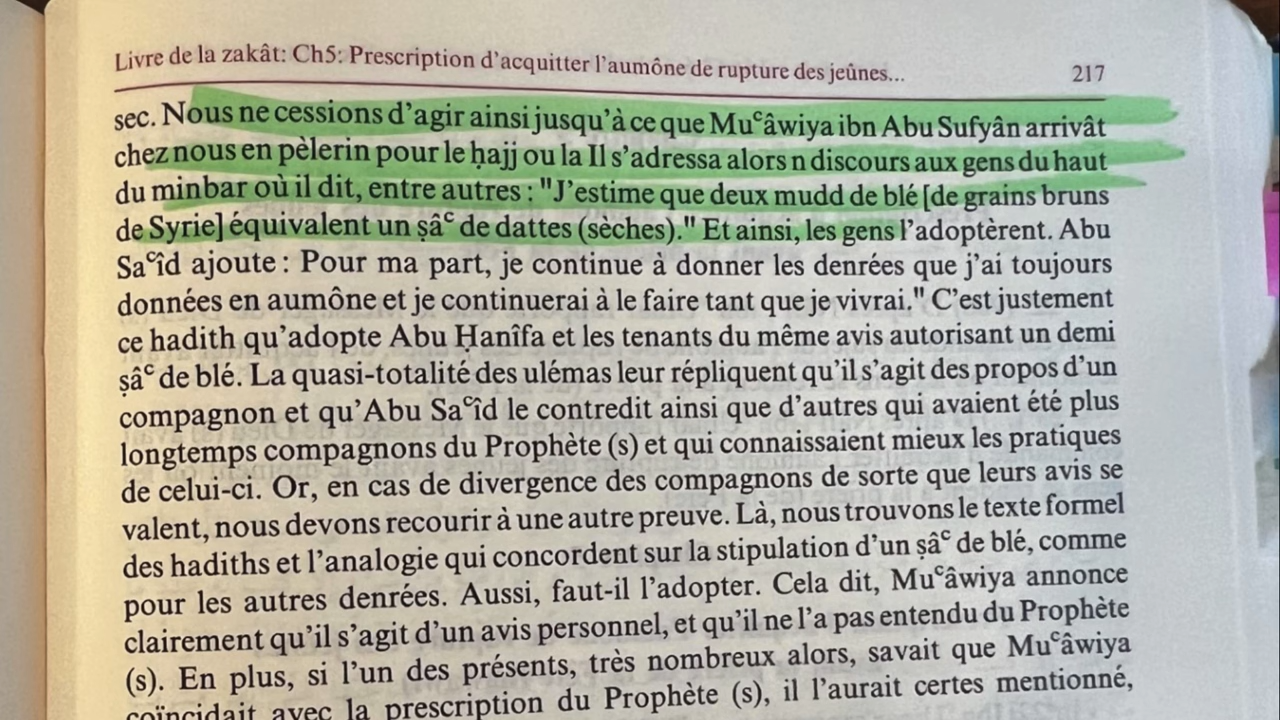 Livre de la zakât: Ch5: Prescription d'acquitter l'aumône de rupture des jeûnes... 217
sec. Nous ne cessions d'agir ainsi jusqu'à ce que Muᶜâwiya ibn Abu Sufyân arrivât
chez nous en pèlerin pour le ḥajj ou la Il s'adressa alors n discours aux gens du haut
du minbar où il dit, entre autres : "J'estime que deux mudd de blé [de grains bruns
de Syrie] équivalent un ṣâᶜ de dattes (sèches)." Et ainsi, les gens l'adoptèrent. Abu
Saᶜîd ajoute : Pour ma part, je continue à donner les denrées que j'ai toujours
données en aumône et je continuerai à le faire tant que je vivrai." C'est justement
ce hadith qu'adopte Abu Ḥanîfa et les tenants du même avis autorisant un demi
ṣâᶜ de blé. La quasi-totalité des ulémas leur répliquent qu'il s'agit des propos d'un
compagnon et qu'Abu Saᶜîd le contredit ainsi que d'autres qui avaient été plus
longtemps compagnons du Prophète (s) et qui connaissaient mieux les pratiques
de celui-ci. Or, en cas de divergence des compagnons de sorte que leurs avis se
valent, nous devons recourir à une autre preuve. Là, nous trouvons le texte formel
des hadiths et l'analogie qui concordent sur la stipulation d'un ṣâᶜ de blé, comme
pour les autres denrées. Aussi, faut-il l'adopter. Cela dit, Muᶜâwiya annonce
clairement qu'il s'agit d'un avis personnel, et qu'il ne l'a pas entendu du Prophète
(s). En plus, si l'un des présents, très nombreux alors, savait que Muᶜâwiya
coïncidait avec la prescription du Prophète (s), il l'aurait certes mentionné,